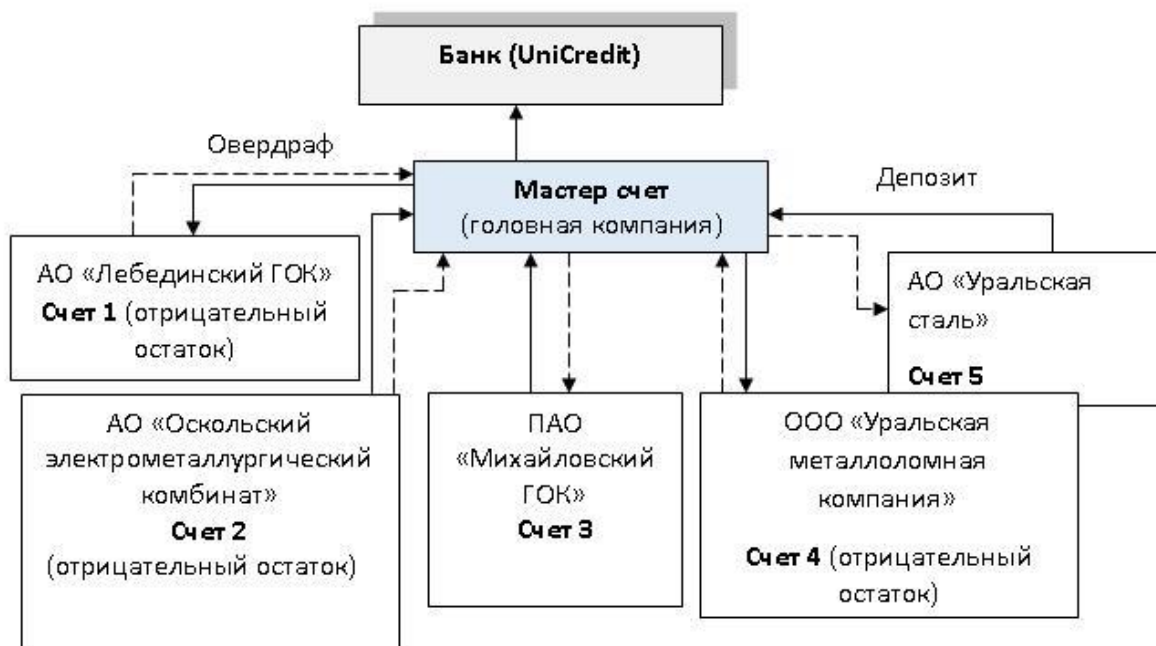 Банк (UniCredit)
Овердраф
Мастер счет
(головная компания)
Депозит
АО «Лебединский ГОК»
Счет 1 (отрицательный
остаток)
АО «Уральская
сталь»
Счет 5
АО «Оскольский
электрометаллургический
комбинат»
Счет 2
(отрицательный остаток)
ПАО
«Михайловский
ГОК»
Счет 3
ООО «Уральская
металлоломная
компания»
Счет 4 (отрицательный
остаток)